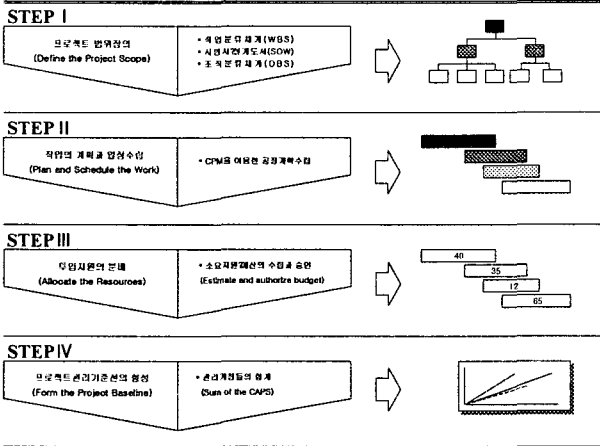 STEP I
프로젝트 범위정의
(Define the Project Scope)
• 작업분류체계(WBS)
• 시방서/설계도서(SOW)
• 조직분류체계(OBS)
STEP II
작업의 계획과 일정수립
(Plan and Schedule the Work)
• CPM을 이용한 공정계획수립
STEP III
투입자원의 분배
(Allocate the Resources)
• 소요자원/예산의 수립과 승인
(Estimate and authorize budget)
40
35
12
65
STEP IV
프로젝트관리기준선의 형성
(Form the Project Baseline)
• 관리계정들의 합계
(Sum of the CAPS)